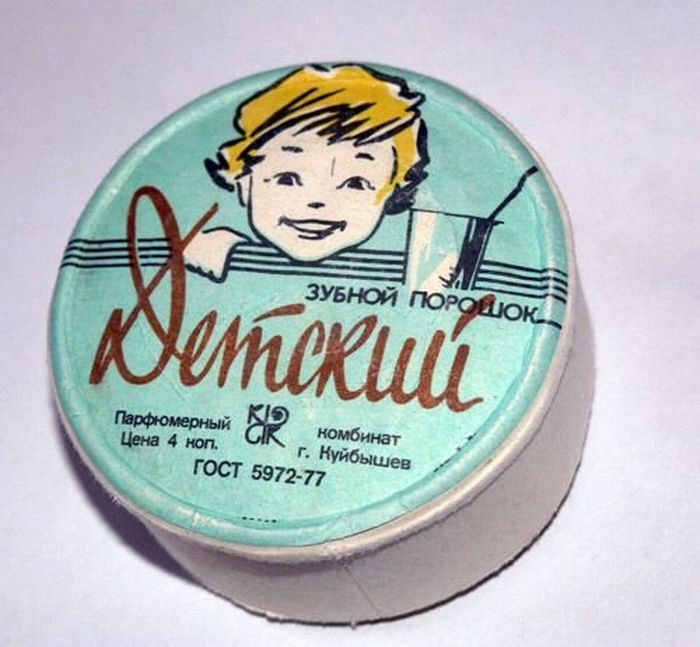 ЗУБНОЙ ПОРОШОК
Детский
Парфюмерный комбинат
Цена 4 коп. г. Куйбышев
ГОСТ 5972-77